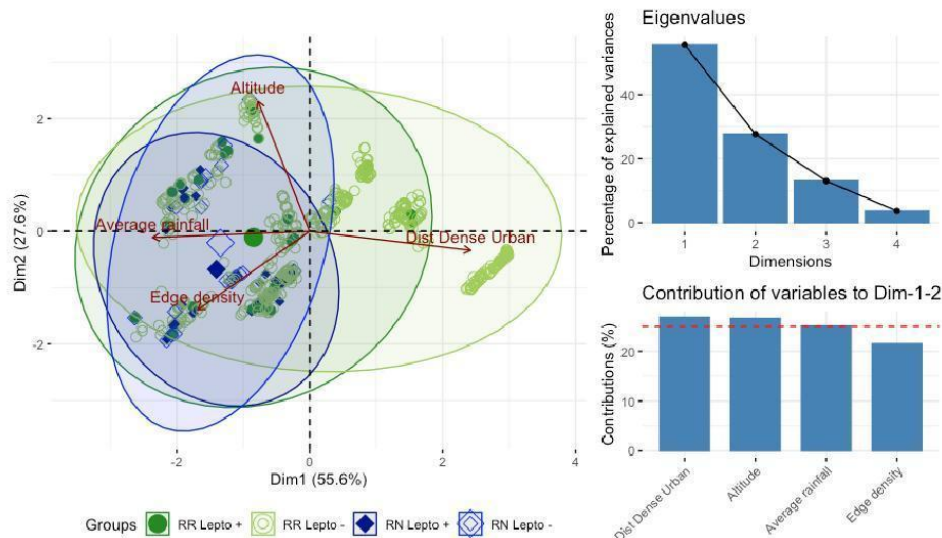 Altitude
Average rainfall
Dist Dense Urban
Edge density
2
0
-2
Dim2 (27.6%)
-2
0
2
4
Dim1 (55.6%)
Groups
RR Lepto +
RR Lepto -
RN Lepto +
RN Lepto -
Eigenvalues
Percentage of explained variances
40
20
0
1
2
3
4
Dimensions
Contribution of variables to Dim-1-2
Contributions (%)
20
10
0
Dist Dense Urban
Altitude
Average rainfall
Edge density